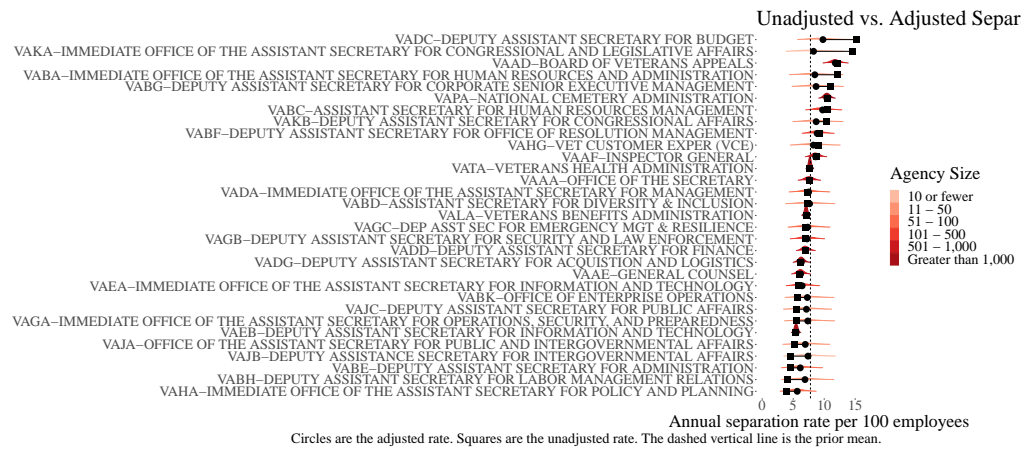 Unadjusted vs. Adjusted Separ
VADC–DEPUTY ASSISTANT SECRETARY FOR BUDGET
VAKA–IMMEDIATE OFFICE OF THE ASSISTANT SECRETARY FOR CONGRESSIONAL AND LEGISLATIVE AFFAIRS
VAAD–BOARD OF VETERANS APPEALS
VABA–IMMEDIATE OFFICE OF THE ASSISTANT SECRETARY FOR HUMAN RESOURCES AND ADMINISTRATION
VABG–DEPUTY ASSISTANT SECRETARY FOR CORPORATE SENIOR EXECUTIVE MANAGEMENT
VAPA–NATIONAL CEMETERY ADMINISTRATION
VABC–ASSISTANT SECRETARY FOR HUMAN RESOURCES MANAGEMENT
VAKB–DEPUTY ASSISTANT SECRETARY FOR CONGRESSIONAL AFFAIRS
VABF–DEPUTY ASSISTANT SECRETARY FOR OFFICE OF RESOLUTION MANAGEMENT
VAHG–VET CUSTOMER EXPER (VCE)
VAAF–INSPECTOR GENERAL
VATA–VETERANS HEALTH ADMINISTRATION
VAAA–OFFICE OF THE SECRETARY
VADA–IMMEDIATE OFFICE OF THE ASSISTANT SECRETARY FOR MANAGEMENT
VABD–ASSISTANT SECRETARY FOR DIVERSITY & INCLUSION
VALA–VETERANS BENEFITS ADMINISTRATION
VAGC–DEP ASST SEC FOR EMERGENCY MGT & RESILIENCE
VAGB–DEPUTY ASSISTANT SECRETARY FOR SECURITY AND LAW ENFORCEMENT
VADD–DEPUTY ASSISTANT SECRETARY FOR FINANCE
VADG–DEPUTY ASSISTANT SECRETARY FOR ACQUISTION AND LOGISTICS
VAAE–GENERAL COUNSEL
VAEA–IMMEDIATE OFFICE OF THE ASSISTANT SECRETARY FOR INFORMATION AND TECHNOLOGY
VABK–OFFICE OF ENTERPRISE OPERATIONS
VAJC–DEPUTY ASSISTANT SECRETARY FOR PUBLIC AFFAIRS
VAGA–IMMEDIATE OFFICE OF THE ASSISTANT SECRETARY FOR OPERATIONS, SECURITY, AND PREPAREDNESS
VAEB–DEPUTY ASSISTANT SECRETARY FOR INFORMATION AND TECHNOLOGY
VAJA–OFFICE OF THE ASSISTANT SECRETARY FOR PUBLIC AND INTERGOVERNMENTAL AFFAIRS
VAJB–DEPUTY ASSISTANCE SECRETARY FOR INTERGOVERNMENTAL AFFAIRS
VABE–DEPUTY ASSISTANT SECRETARY FOR ADMINISTRATION
VABH–DEPUTY ASSISTANT SECRETARY FOR LABOR MANAGEMENT RELATIONS
VAHA–IMMEDIATE OFFICE OF THE ASSISTANT SECRETARY FOR POLICY AND PLANNING
0 5 10 15
Annual separation rate per 100 employees
Circles are the adjusted rate. Squares are the unadjusted rate. The dashed vertical line is the prior mean.
Agency Size
10 or fewer
11 – 50
51 – 100
101 – 500
501 – 1,000
Greater than 1,000